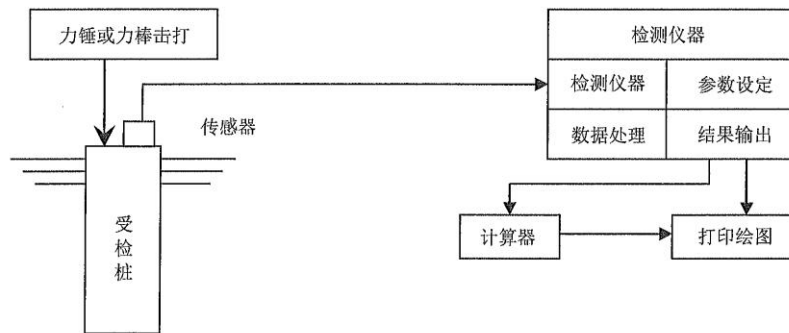 力锤或力棒击打
检测仪器
检测仪器
参数设定
传感器
数据处理
结果输出
受检桩
计算器
打印绘图